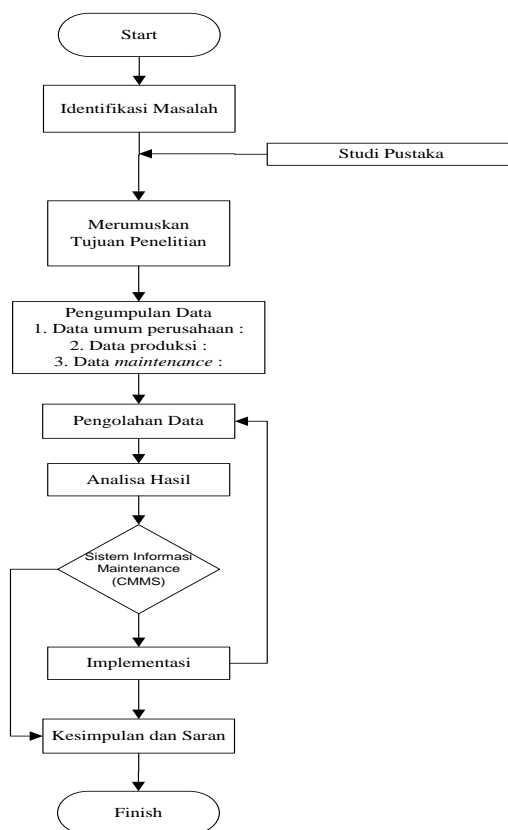 Start
Identifikasi Masalah
Studi Pustaka
Merumuskan
Tujuan Penelitian
Pengumpulan Data
1. Data umum perusahaan :
2. Data produksi :
3. Data maintenance :
Pengolahan Data
Analisa Hasil
Sistem Informasi
Maintenance
(CMMS)
Implementasi
Kesimpulan dan Saran
Finish